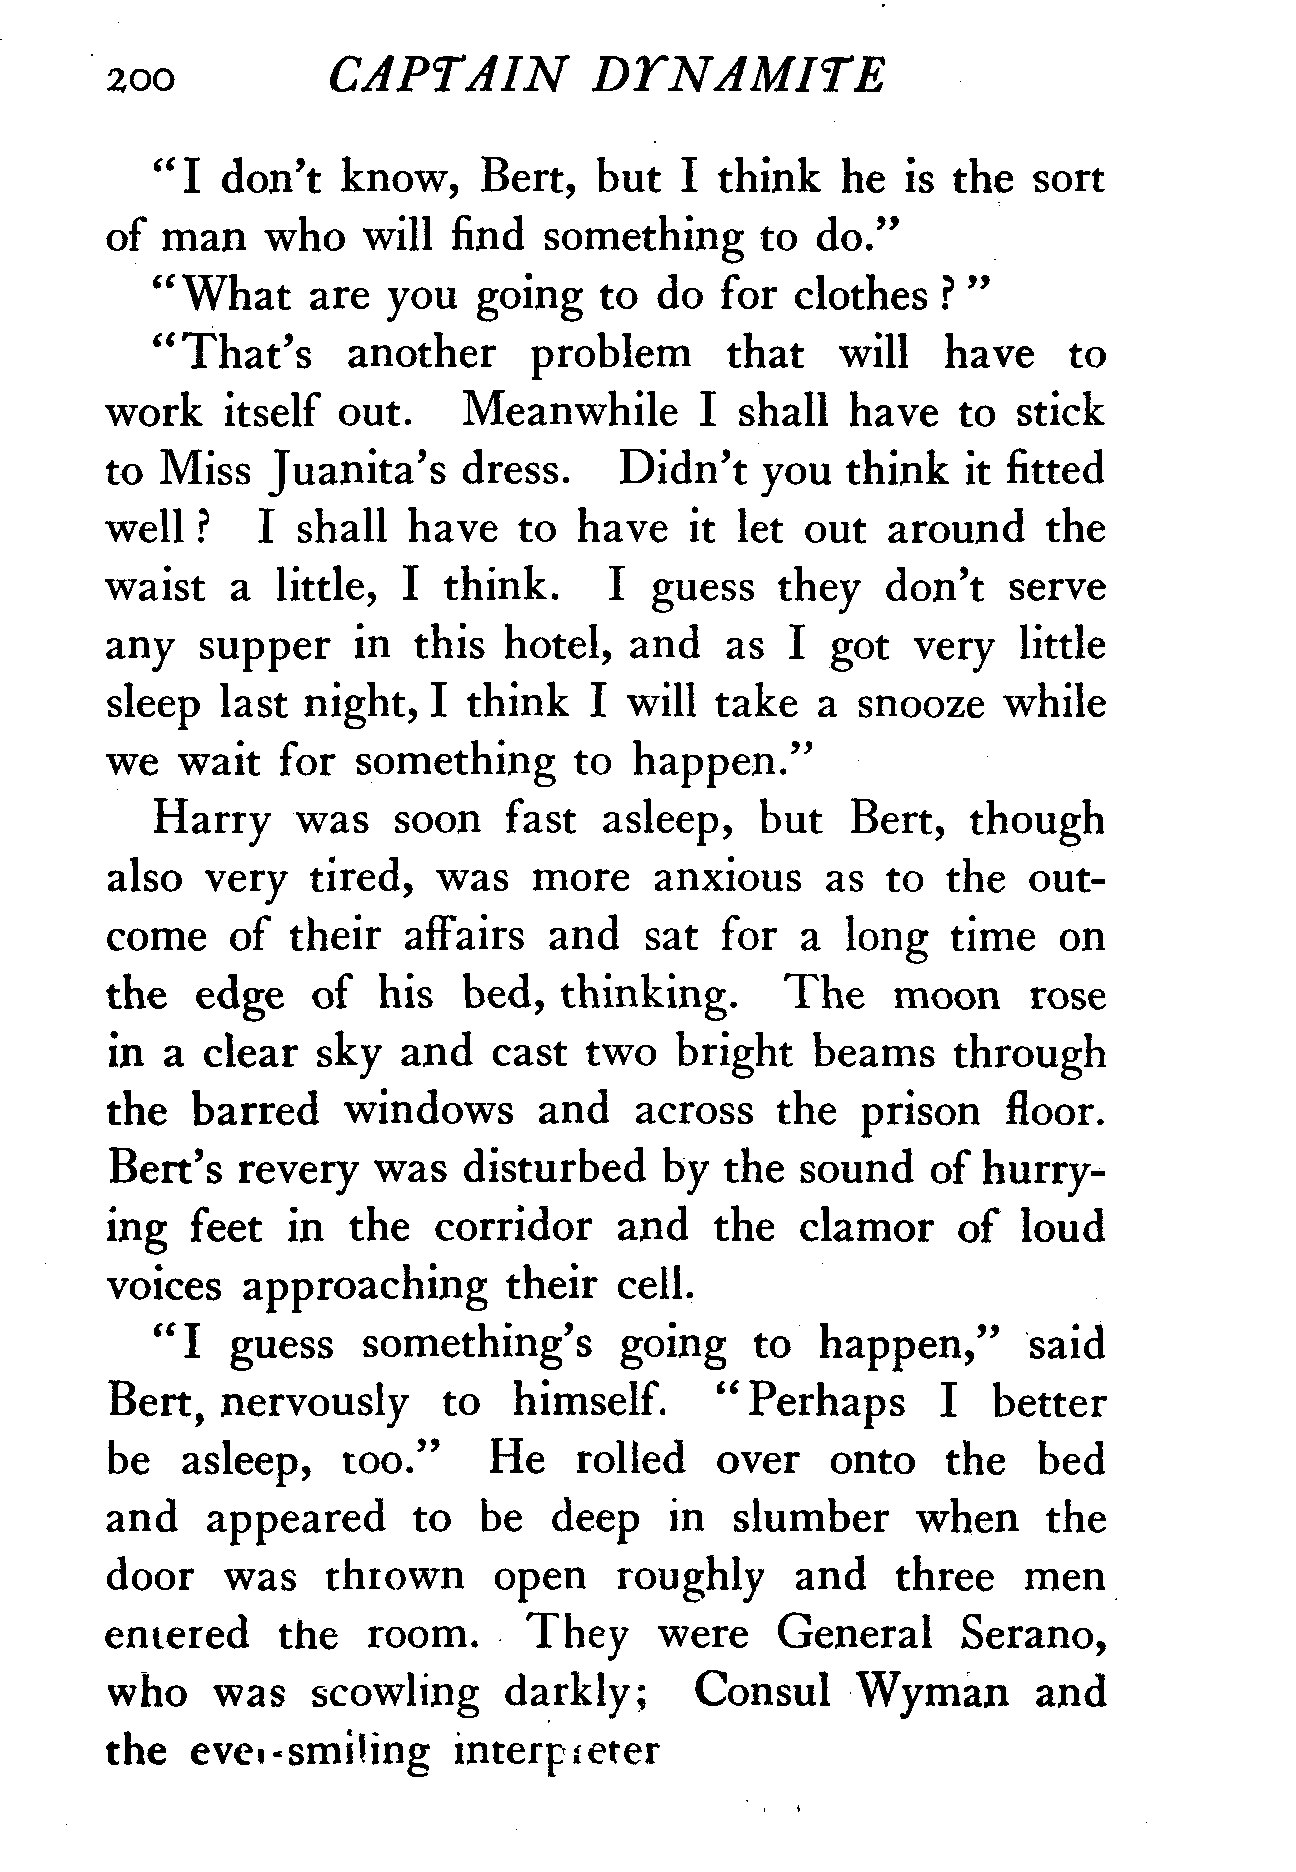 200 CAPTAIN DYNAMITE
"I don't know, Bert, but I think he is the sort
of man who will find something to do."
"What are you going to do for clothes?"
"That's another problem that will have to
work itself out. Meanwhile I shall have to stick
to Miss Juanita's dress. Didn't you think it fitted
well? I shall have to have it let out around the
waist a little, I think. I guess they don't serve
any supper in this hotel, and as I got very little
sleep last night, I think I will take a snooze while
we wait for something to happen."
Harry was soon fast asleep, but Bert, though
also very tired, was more anxious as to the out-
come of their affairs and sat for a long time on
the edge of his bed, thinking. The moon rose
in a clear sky and cast two bright beams through
the barred windows and across the prison floor.
Bert's revery was disturbed by the sound of hurry-
ing feet in the corridor and the clamor of loud
voices approaching their cell.
"I guess something's going to happen," said
Bert, nervously to himself. "Perhaps I better
be asleep, too." He rolled over onto the bed
and appeared to be deep in slumber when the
door was thrown open roughly and three men
entered the room. They were General Serano,
who was scowling darkly; Consul Wyman and
the ever-smiling interpreter